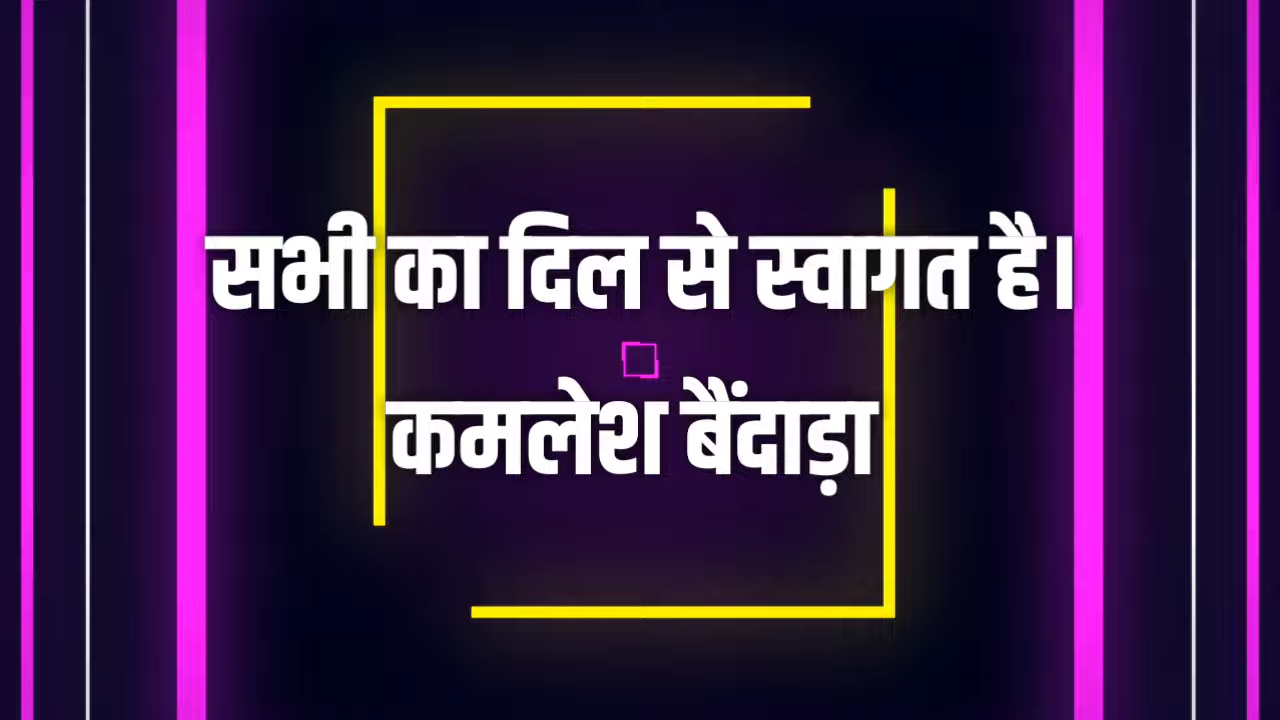 सभी का दिल से स्वागत है।
कमलेश बैंदाड़ा